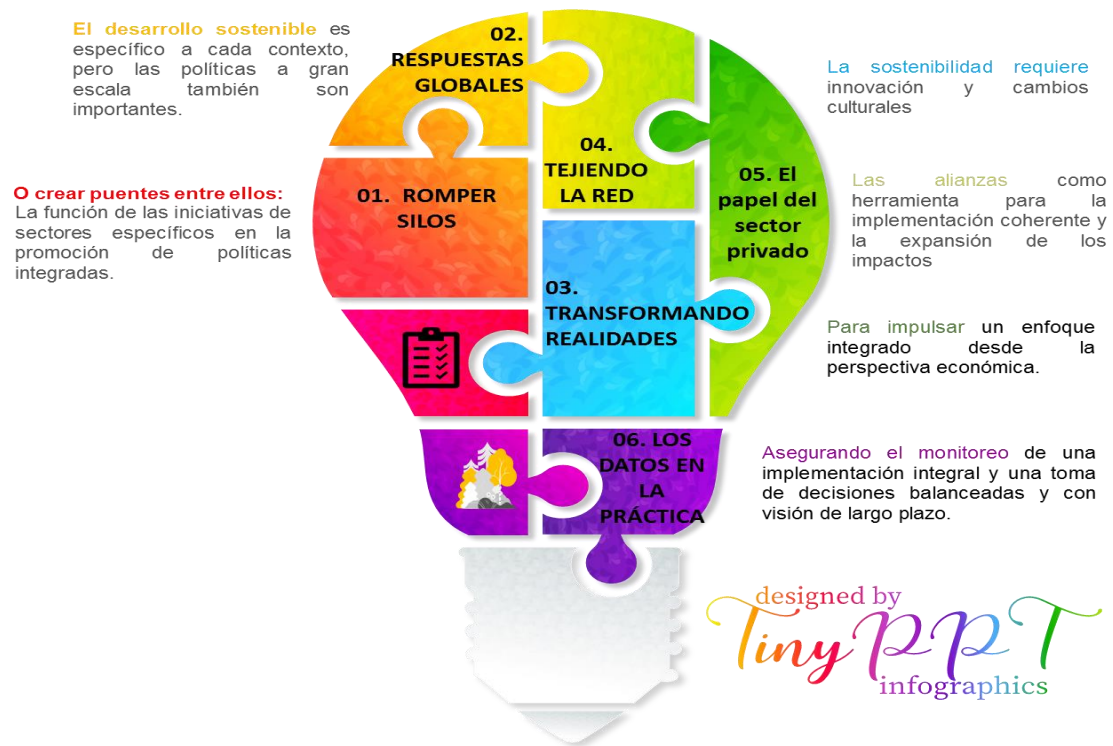 El desarrollo sostenible es
específico a cada contexto,
pero las políticas a gran
escala también son
importantes.
O crear puentes entre ellos:
La función de las iniciativas de
sectores específicos en la
promoción de políticas
integradas.
02.
RESPUESTAS
GLOBALES
01. ROMPER
SILOS
04.
TEJIENDO
LA RED
05. El
papel del
sector
privado
03.
TRANSFORMANDO
REALIDADES
06. LOS
DATOS EN
LA
PRÁCTICA
La sostenibilidad requiere
innovación y cambios
culturales
Las alianzas como
herramienta para la
implementación coherente y
la expansión de los
impactos
Para impulsar un enfoque
integrado desde la
perspectiva económica.
Asegurando el monitoreo de una
implementación integral y una toma
de decisiones balanceadas y con
visión de largo plazo.
designed by
TinyPPT
infographics